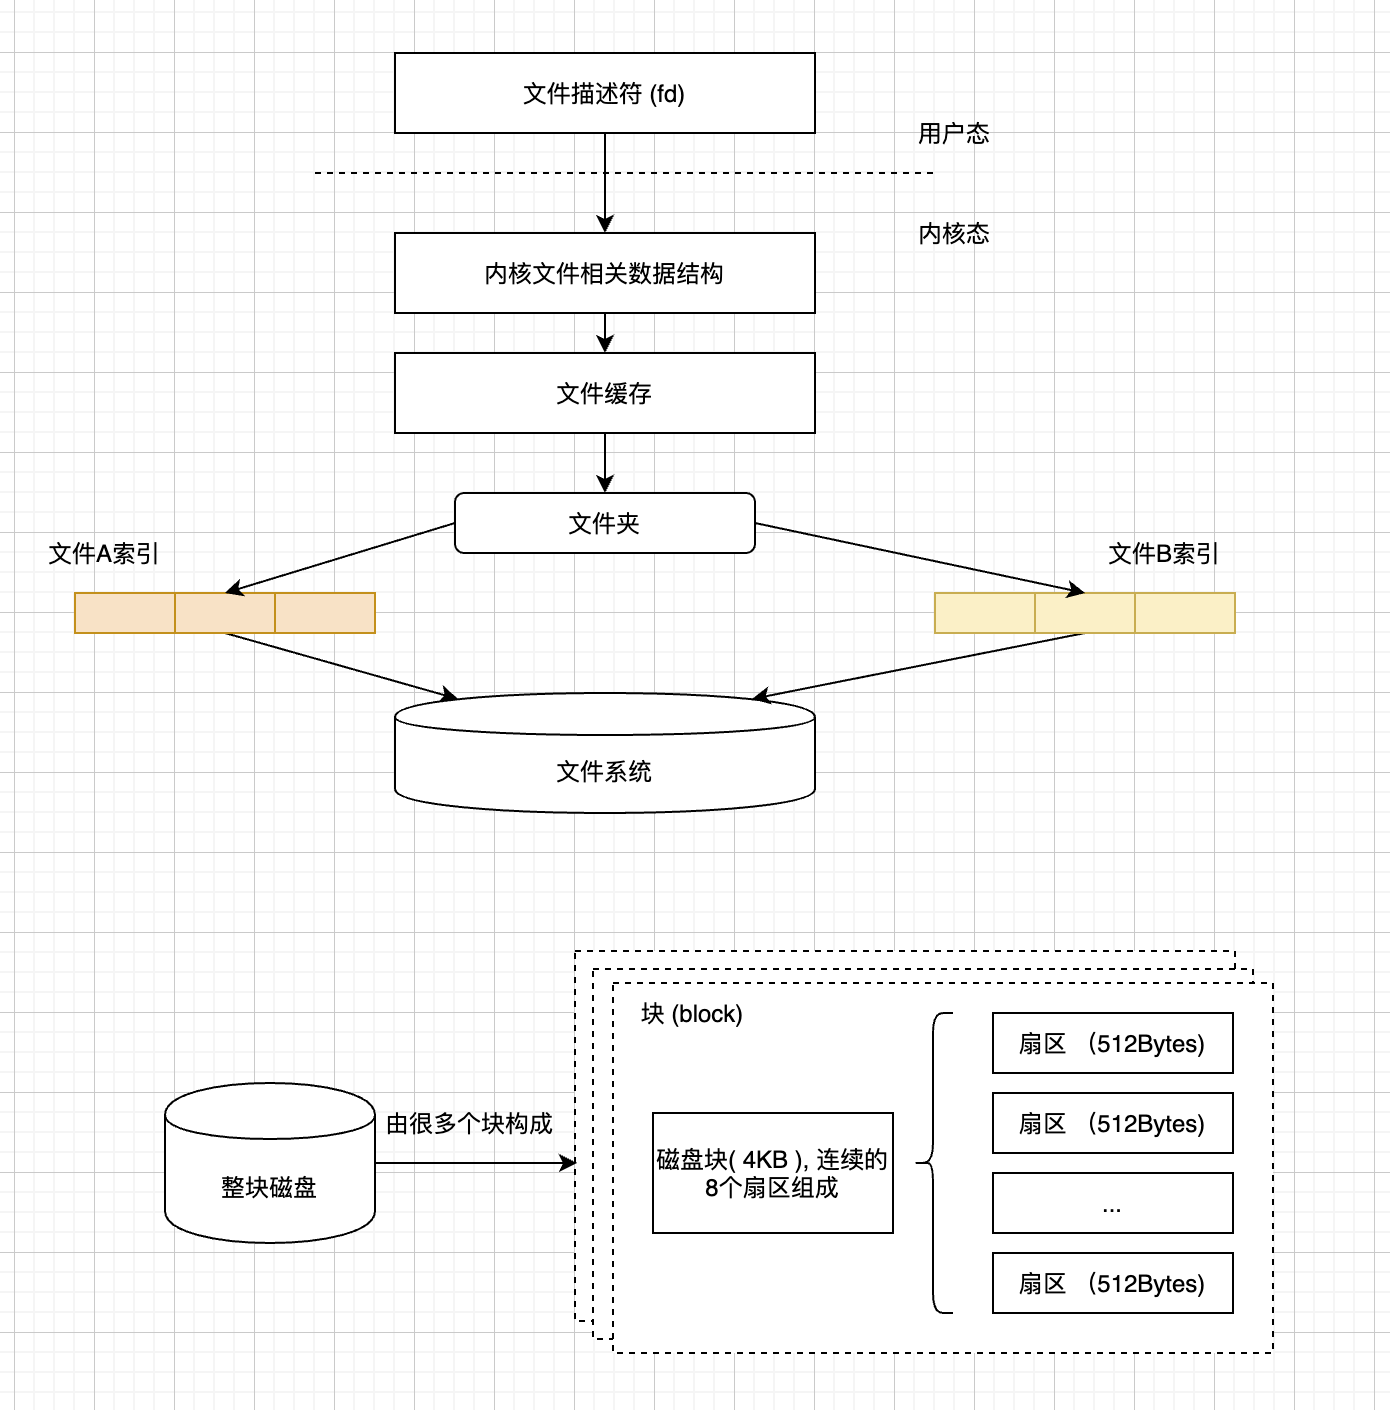 文件描述符 (fd)
用户态
内核态
内核文件相关数据结构
文件缓存
文件夹
文件A索引
文件B索引
文件系统
块 (block)
扇区 （512Bytes)
扇区 （512Bytes)
由很多个块构成
磁盘块( 4KB ), 连续的
8个扇区组成
整块磁盘
...
扇区 （512Bytes)